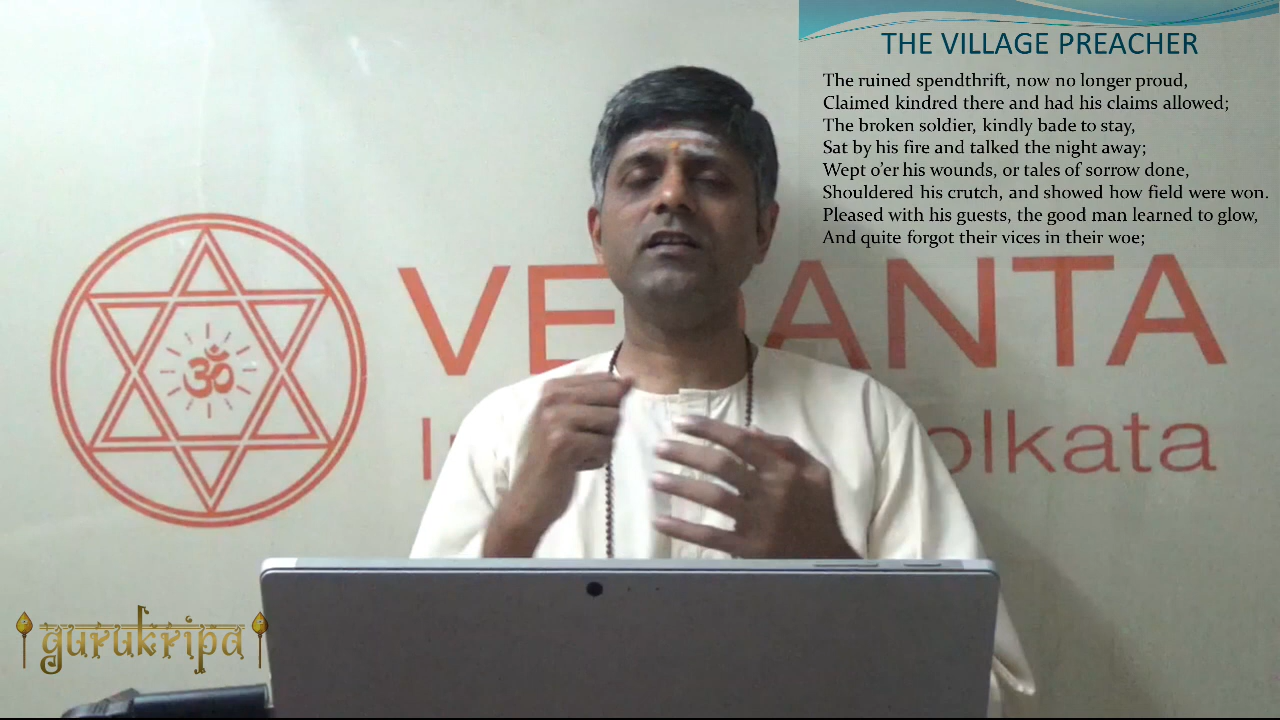 THE VILLAGE PREACHER
The ruined spendthrift, now no longer proud,
Claimed kindred there and had his claims allowed;
The broken soldier, kindly bade to stay,
Sat by his fire and talked the night away;
Wept o'er his wounds, or tales of sorrow done,
Shouldered his crutch, and showed how field were won.
Pleased with his guests, the good man learned to glow,
And quite forgot their vices in their woe;
ॐ
VEDANTA
olkata
gurukripa